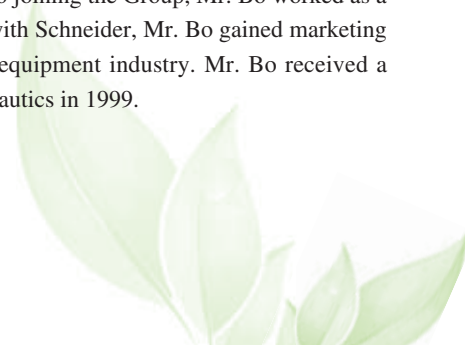 joining the Group, Mr. Bo worked as a
with Schneider, Mr. Bo gained marketing
equipment industry. Mr. Bo received a
autics in 1999.